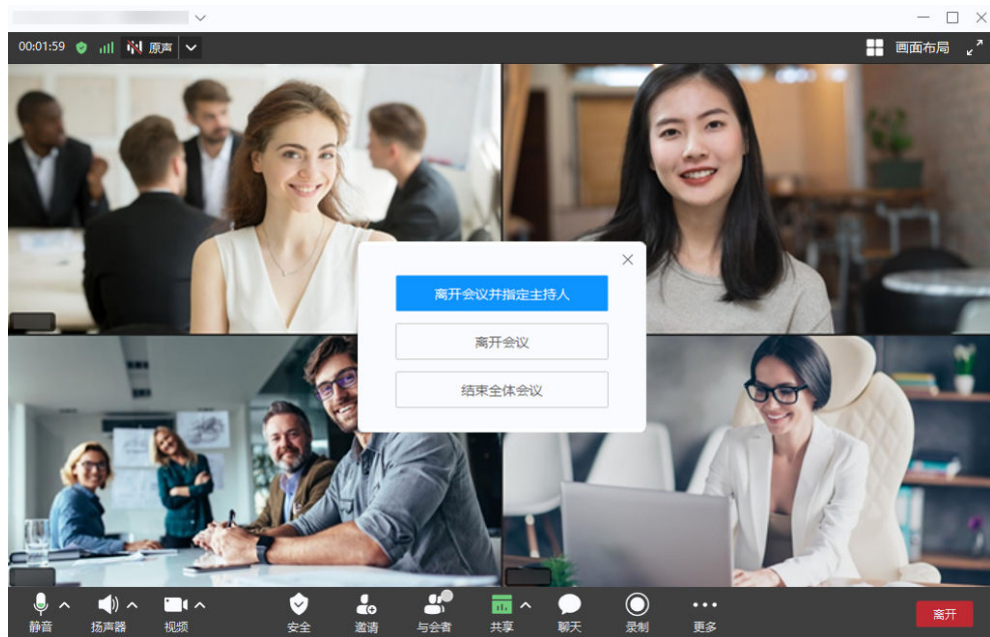 00:01:59 原声 画面布局
离开会议并指定主持人
离开会议
结束全体会议
静音 扬声器 视频 安全 邀请 与会者 共享 聊天 录制 更多 离开